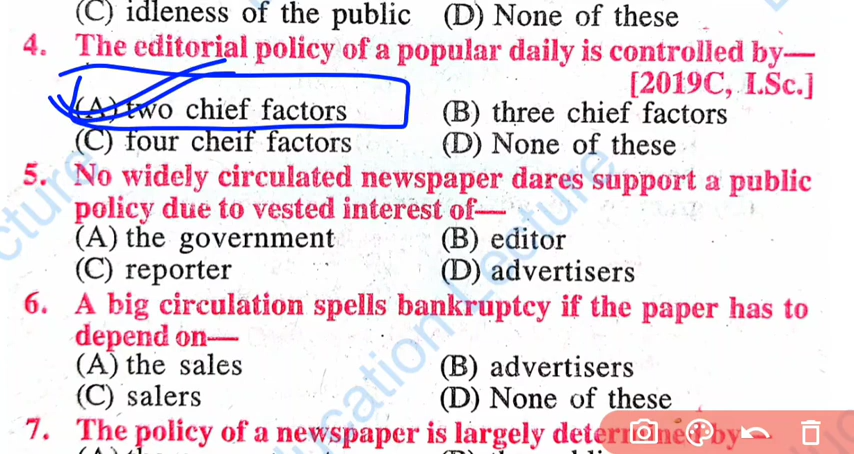 (C) idleness of the public (D) None of these
4. The editorial policy of a popular daily is controlled by—
[2019C, I.Sc.]
(A) two chief factors (B) three chief factors
(C) four cheif factors (D) None of these
5. No widely circulated newspaper dares support a public
policy due to vested interest of—
(A) the government (B) editor
(C) reporter (D) advertisers
6. A big circulation spells bankruptcy if the paper has to
depend on—
(A) the sales (B) advertisers
(C) salers (D) None of these
7. The policy of a newspaper is largely determined by—